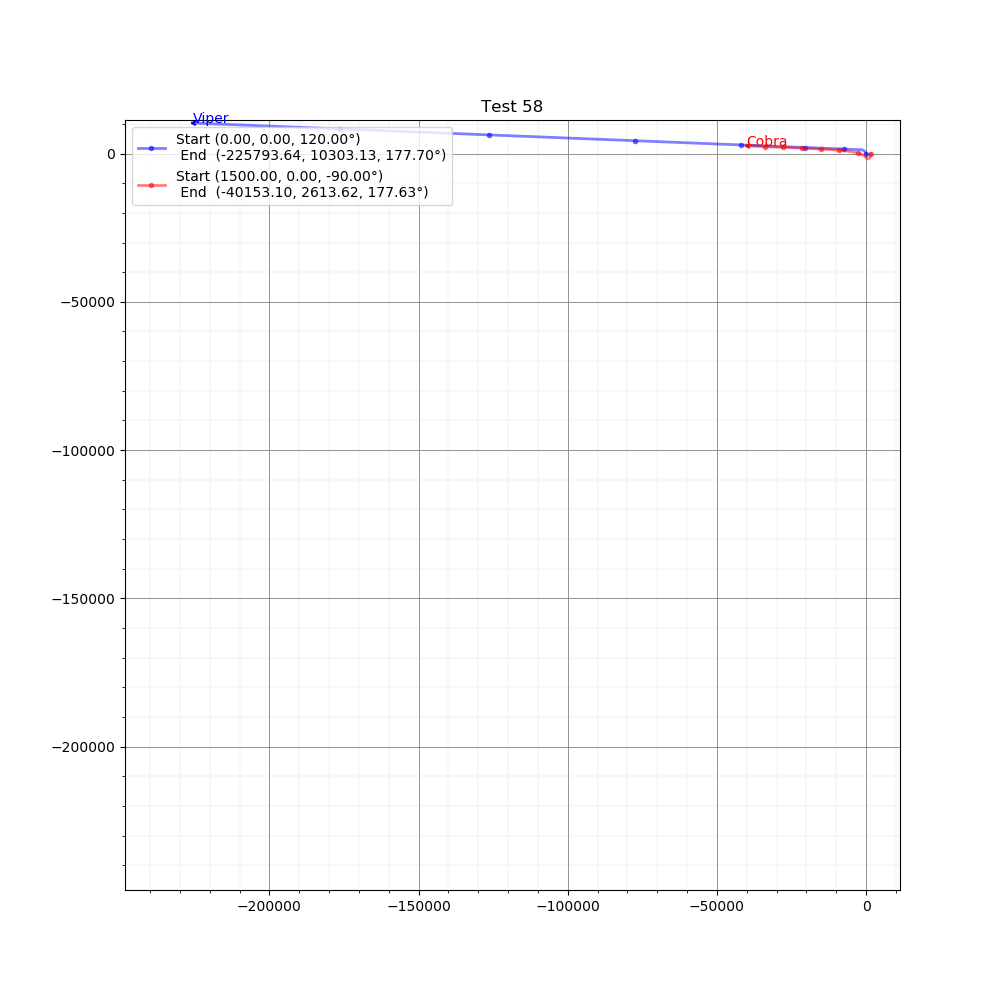 Test 58
Viper
Start (0.00, 0.00, 120.00°)
End (-225793.64, 10303.13, 177.70°)
Start (1500.00, 0.00, -90.00°)
End (-40153.10, 2613.62, 177.63°)
Cobra
0
−50000
−100000
−150000
−200000
−200000 −150000 −100000 −50000 0